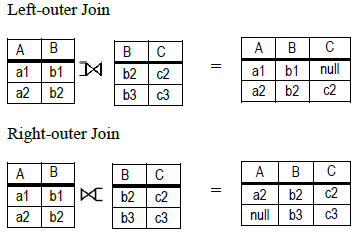 Left-outer Join
A B B C A B C
a1 b1 ⟕ b2 c2 = a1 b1 null
a2 b2 b3 c3 a2 b2 c2
Right-outer Join
A B B C A B C
a1 b1 ⟖ b2 c2 = a2 b2 c2
a2 b2 b3 c3 null b3 c3